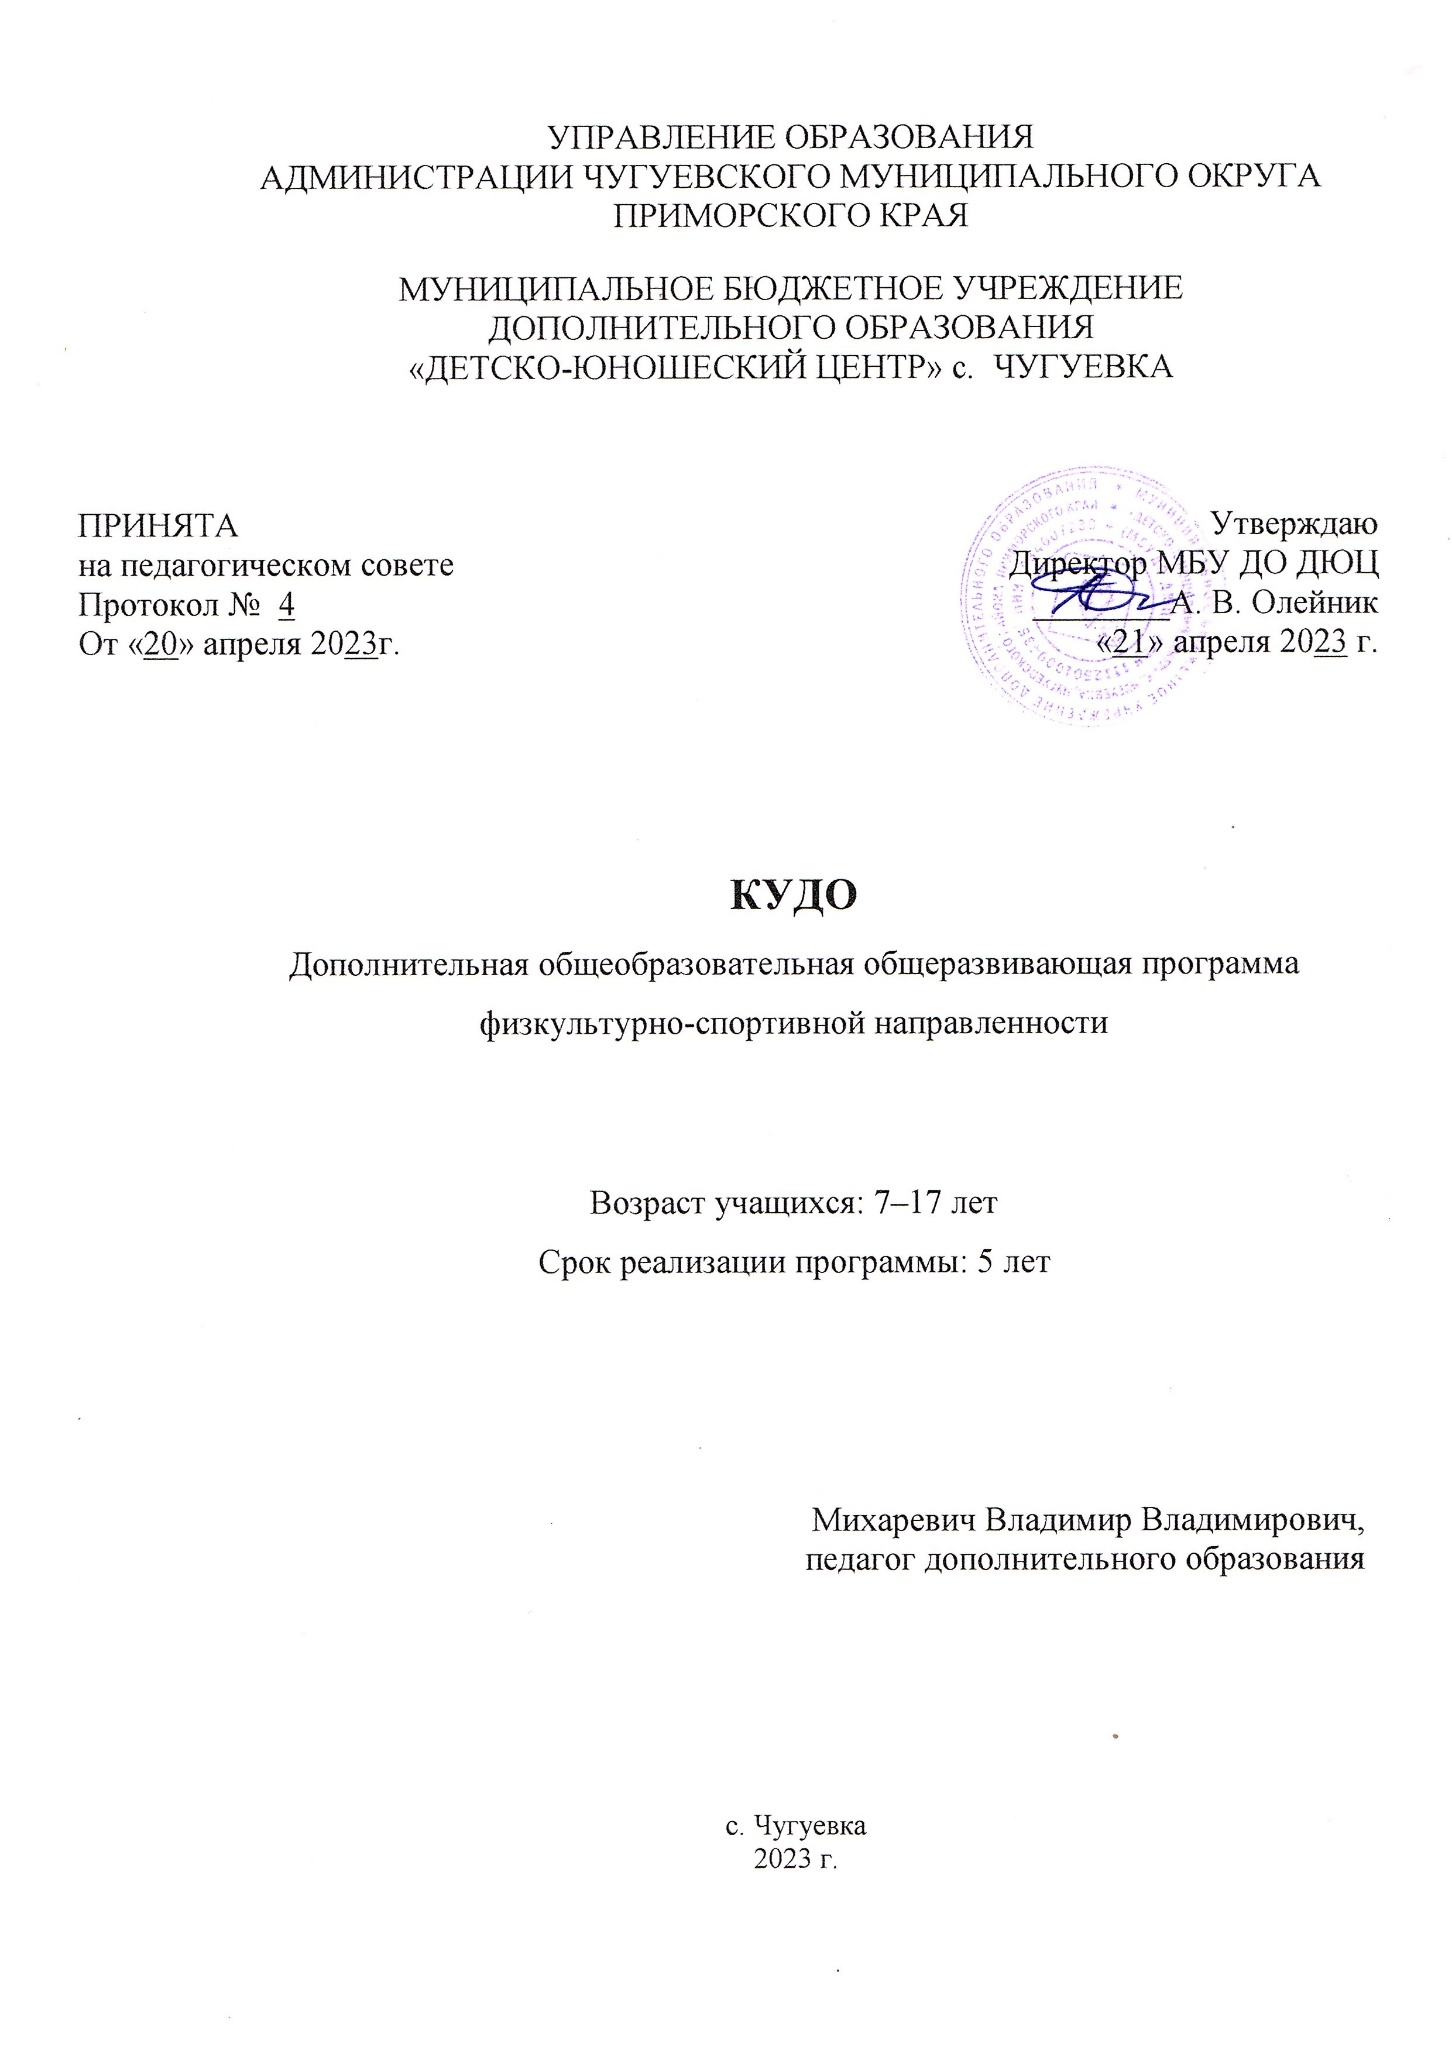 УПРАВЛЕНИЕ ОБРАЗОВАНИЯ
АДМИНИСТРАЦИИ ЧУГУЕВСКОГО МУНИЦИПАЛЬНОГО ОКРУГА
ПРИМОРСКОГО КРАЯ
МУНИЦИПАЛЬНОЕ БЮДЖЕТНОЕ УЧРЕЖДЕНИЕ
ДОПОЛНИТЕЛЬНОГО ОБРАЗОВАНИЯ
«ДЕТСКО-ЮНОШЕСКИЙ ЦЕНТР» с. ЧУГУЕВКА
ПРИНЯТА
на педагогическом совете
Протокол № 4
От «20» апреля 2023г.
Утверждаю
Директор МБУ ДО ДЮЦ
А. В. Олейник
«21» апреля 2023 г.
КУДО
Дополнительная общеобразовательная общеразвивающая программа
физкультурно-спортивной направленности
Возраст учащихся: 7–17 лет
Срок реализации программы: 5 лет
Михаревич Владимир Владимирович,
педагог дополнительного образования
с. Чугуевка
2023 г.